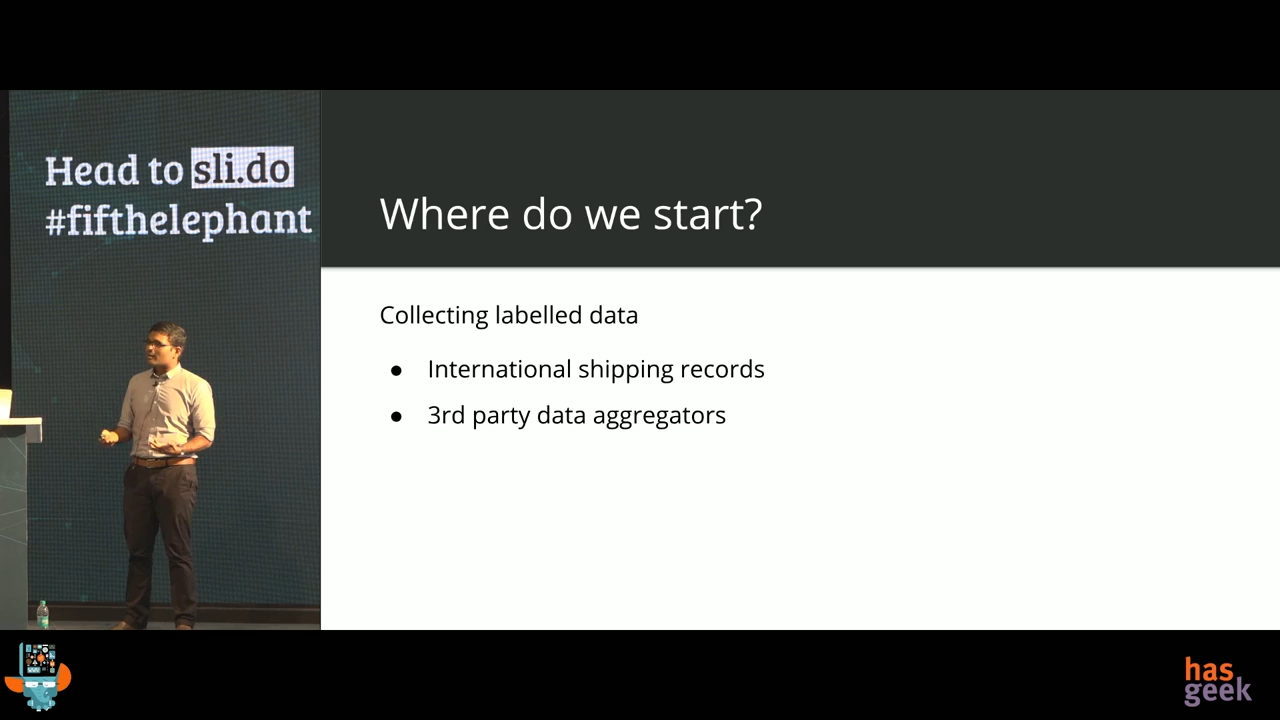 Head to sli.do
#fifthelephant
Where do we start?
Collecting labelled data
● International shipping records
● 3rd party data aggregators
has
geek